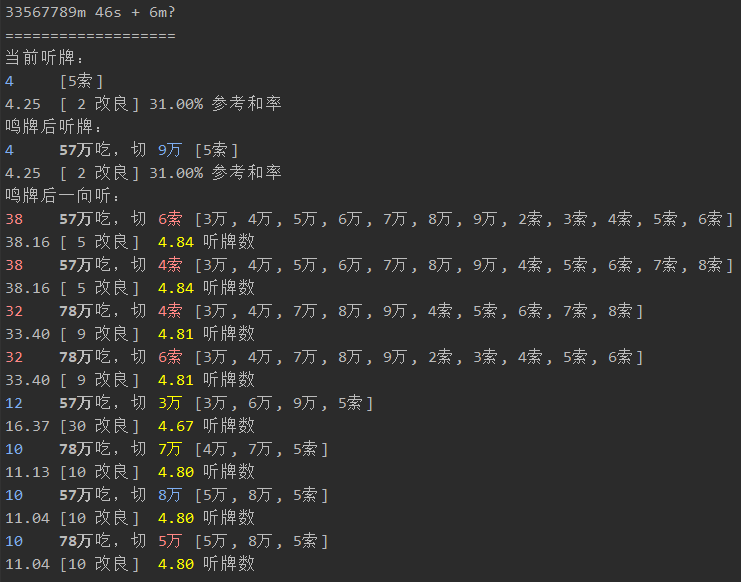 33567789m 46s + 6m?
===================
当前听牌:
4     [5索]
4.25  [ 2 改良] 31.00% 参考和率
鸣牌后听牌:
4     57万吃，切 9万 [5索]
4.25  [ 2 改良] 31.00% 参考和率
鸣牌后一向听:
38    57万吃，切 6索 [3万, 4万, 5万, 6万, 7万, 8万, 9万, 2索, 3索, 4索, 5索, 6索]
38.16 [ 5 改良]  4.84 听牌数
38    57万吃，切 4索 [3万, 4万, 5万, 6万, 7万, 8万, 9万, 4索, 5索, 6索, 7索, 8索]
38.16 [ 5 改良]  4.84 听牌数
32    78万吃，切 4索 [3万, 4万, 7万, 8万, 9万, 4索, 5索, 6索, 7索, 8索]
33.40 [ 9 改良]  4.81 听牌数
32    78万吃，切 6索 [3万, 4万, 7万, 8万, 9万, 2索, 3索, 4索, 5索, 6索]
33.40 [ 9 改良]  4.81 听牌数
12    57万吃，切 3万 [3万, 6万, 9万, 5索]
16.37 [30 改良]  4.67 听牌数
10    78万吃，切 7万 [4万, 7万, 5索]
11.13 [10 改良]  4.80 听牌数
10    57万吃，切 8万 [5万, 8万, 5索]
11.04 [10 改良]  4.80 听牌数
10    78万吃，切 5万 [5万, 8万, 5索]
11.04 [10 改良]  4.80 听牌数